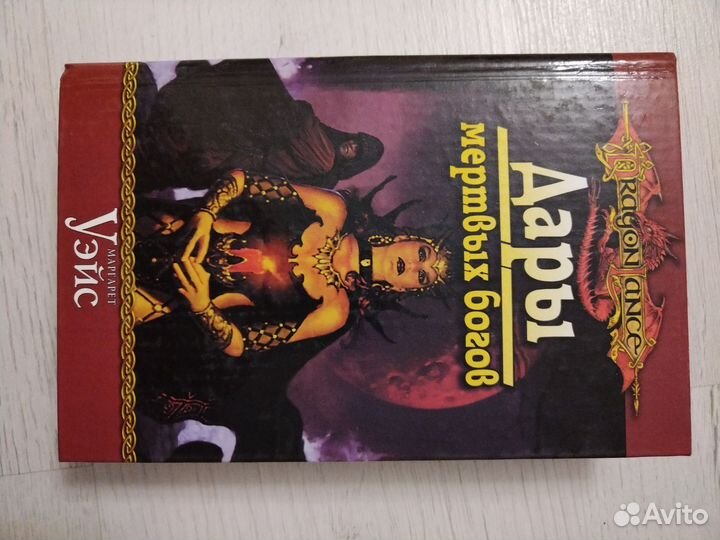 DRAGONLANCE
Дары
мертвых богов
МАРГАРЕТ
УЭЙС
Avito